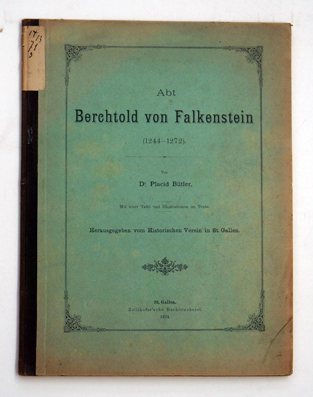 Abt
Berchtold von Falkenstein
(1244–1272).
Von
Dr Placid Bütler.
Mit einer Tafel und Illustrationen im Texte.
Herausgegeben vom Historischen Verein in St. Gallen.
St. Gallen.